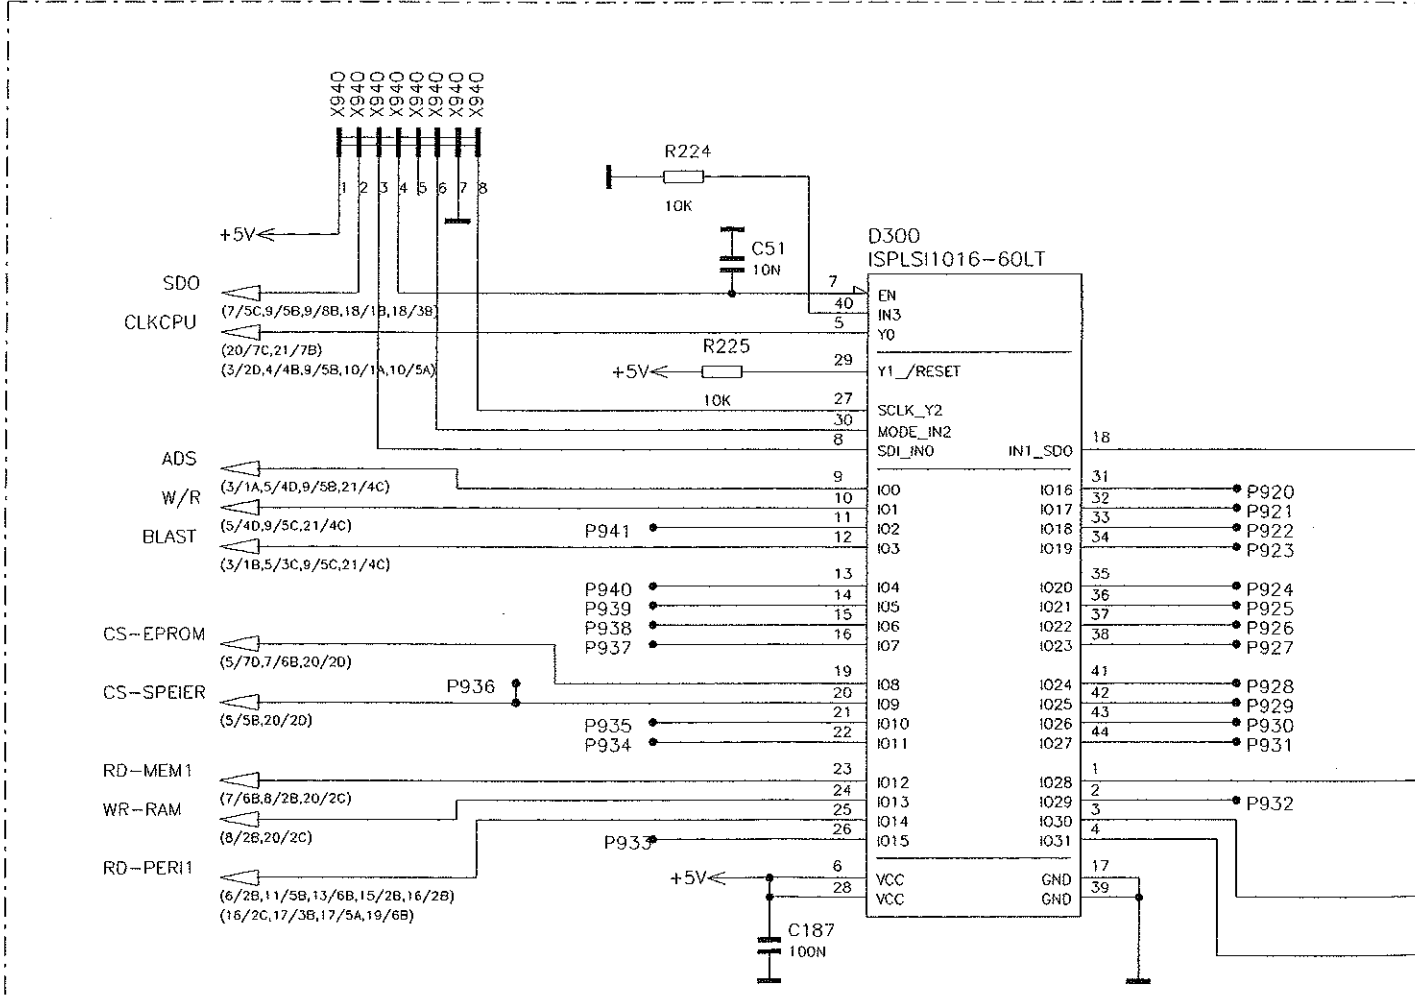 X940 X940 X940 X940 X940 X940 X940 X940
1 2 3 4 5 6 7 8
+5V
R224
10K
C51
10N
D300
ISPLSI1016-60LT
SDO
(7/5C,9/5B,9/8B,18/1B,18/3B)
CLKCPU
(20/7C,21/7B)
(3/2D,4/4B,9/5B,10/1A,10/5A)
7 EN
40 IN3
5 Y0
R225
+5V
10K
29 Y1_/RESET
27 SCLK_Y2
30 MODE_IN2
8 SDI_IN0
IN1_SDO 18
ADS
(3/1A,5/4D,9/5B,21/4C)
W/R
(5/4D,9/5C,21/4C)
BLAST
(3/1B,5/3C,9/5C,21/4C)
9 IO0 IO16 31 P920
10 IO1 IO17 32 P921
P941 11 IO2 IO18 33 P922
12 IO3 IO19 34 P923
P940 13 IO4 IO20 35 P924
P939 14 IO5 IO21 36 P925
P938 15 IO6 IO22 37 P926
P937 16 IO7 IO23 38 P927
CS-EPROM
(5/7D,7/6B,20/2D)
CS-SPEIER
(5/5B,20/2D)
P936
19 IO8 IO24 41 P928
20 IO9 IO25 42 P929
P935 21 IO10 IO26 43 P930
P934 22 IO11 IO27 44 P931
RD-MEM1
(7/6B,8/2B,20/2C)
WR-RAM
(8/2B,20/2C)
RD-PERI1
(6/2B,11/5B,13/6B,15/2B,16/2B)
(16/2C,17/3B,17/5A,19/6B)
23 IO12 IO28 1
24 IO13 IO29 2 P932
25 IO14 IO30 3
P933 26 IO15 IO31 4
+5V 6 VCC GND 17
28 VCC GND 39
C187
100N